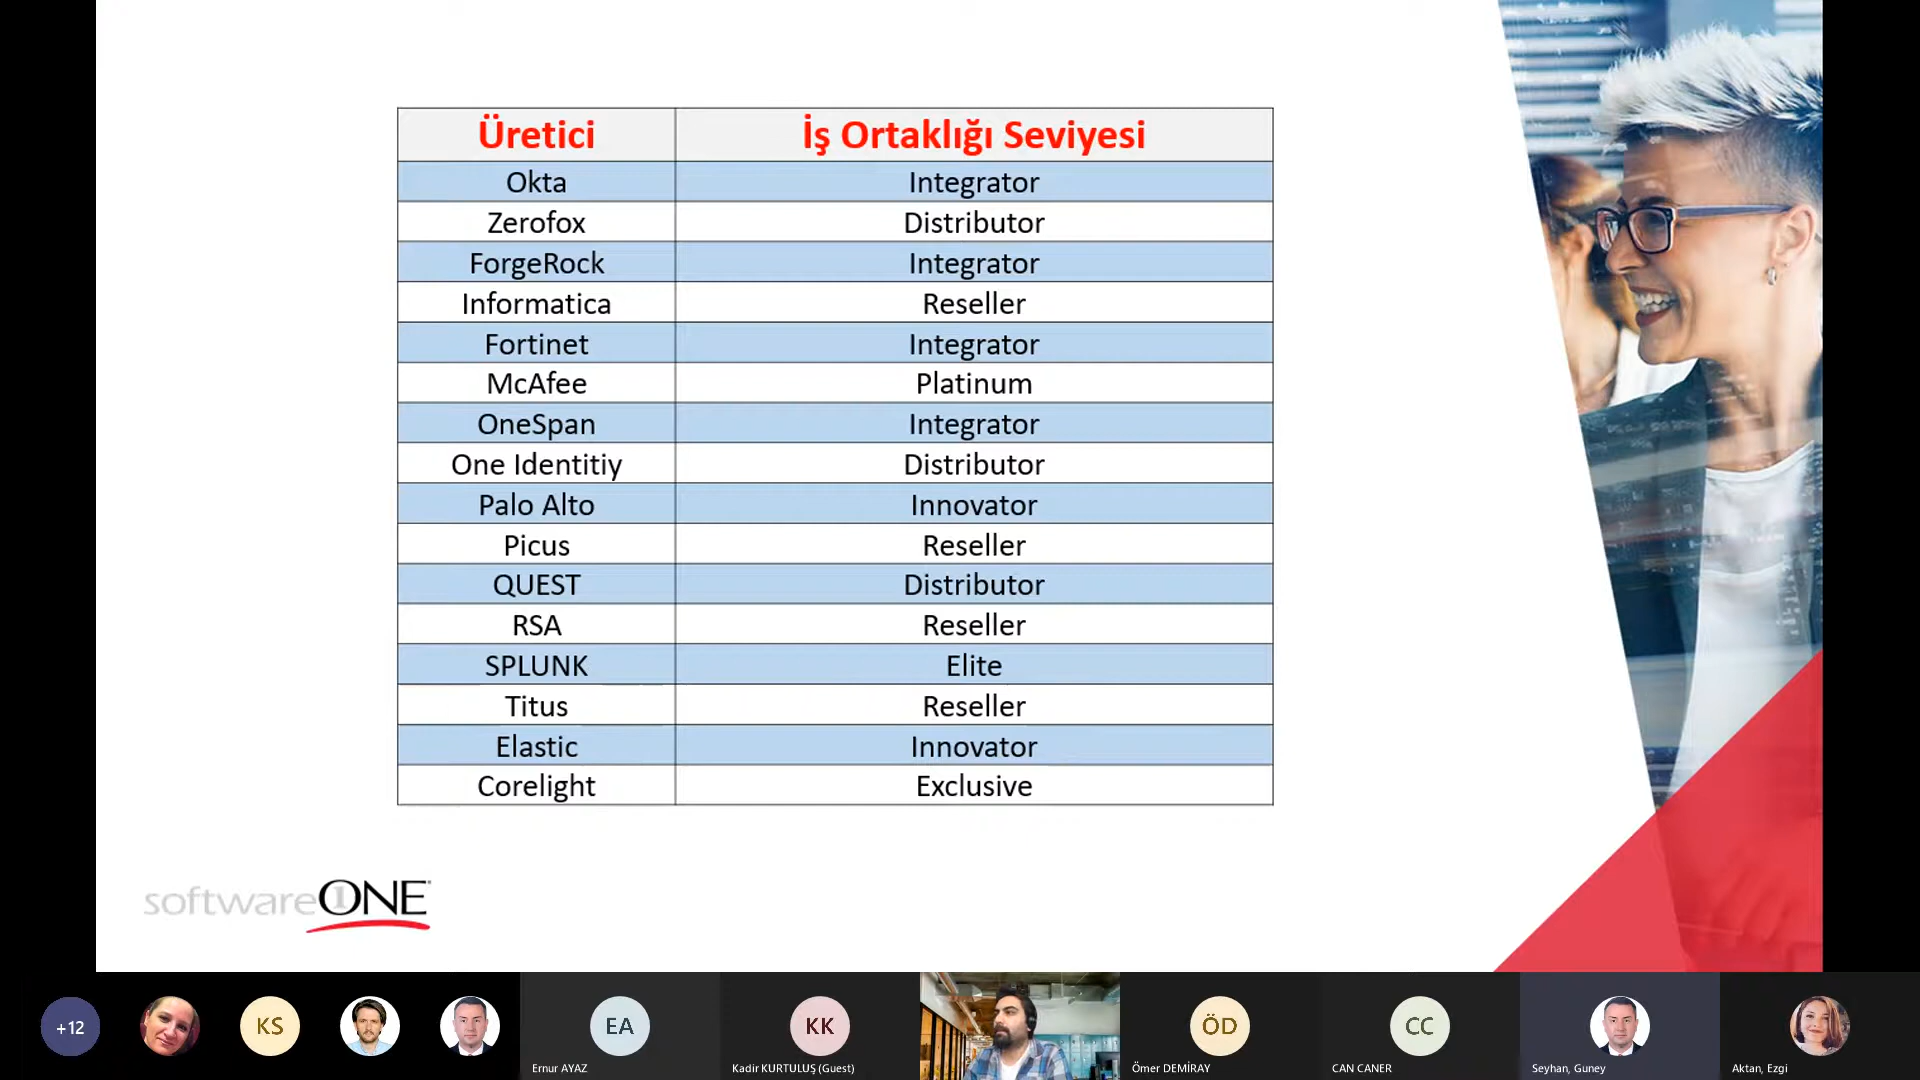 Üretici İş Ortaklığı Seviyesi
Okta Integrator
Zerofox Distributor
ForgeRock Integrator
Informatica Reseller
Fortinet Integrator
McAfee Platinum
OneSpan Integrator
One Identitiy Distributor
Palo Alto Innovator
Picus Reseller
QUEST Distributor
RSA Reseller
SPLUNK Elite
Titus Reseller
Elastic Innovator
Corelight Exclusive
softwareONE
+12 KS EA KK ÖD CC
Ernur AYAZ Kadir KURTULUŞ (Guest) Ömer DEMİRAY CAN CANER Seyhan, Guney Aktan, Ezgi